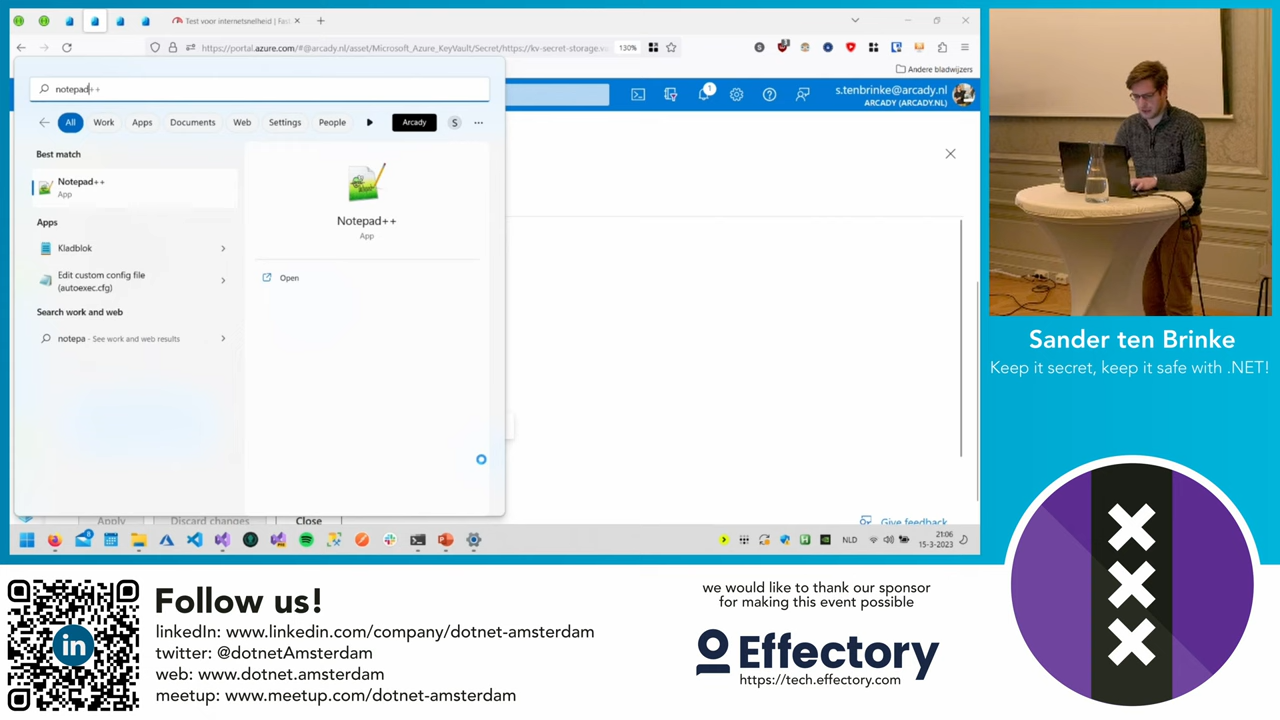 Test voor internetsnelheid | Fast
https://portal.azure.com/#@arcady.nl/asset/Microsoft_Azure_KeyVault/Secret/https://kv-secret-storage.va
130%
Andere bladwijzers
notepad++
s.tenbrinke@arcady.nl
ARCADY (ARCADY.NL)
1
All Work Apps Documents Web Settings People Arcady S
Best match
Notepad++
App
Apps
Kladblok
Edit custom config file
(autoexec.cfg)
Search work and web
notepa - See work and web results
Notepad++
App
Open
Apply Discard changes Close
Give feedback
NLD
21:06
15-3-2023
Sander ten Brinke
Keep it secret, keep it safe with .NET!
in
Follow us!
linkedIn: www.linkedin.com/company/dotnet-amsterdam
twitter: @dotnetAmsterdam
web: www.dotnet.amsterdam
meetup: www.meetup.com/dotnet-amsterdam
we would like to thank our sponsor
for making this event possible
Effectory
https://tech.effectory.com